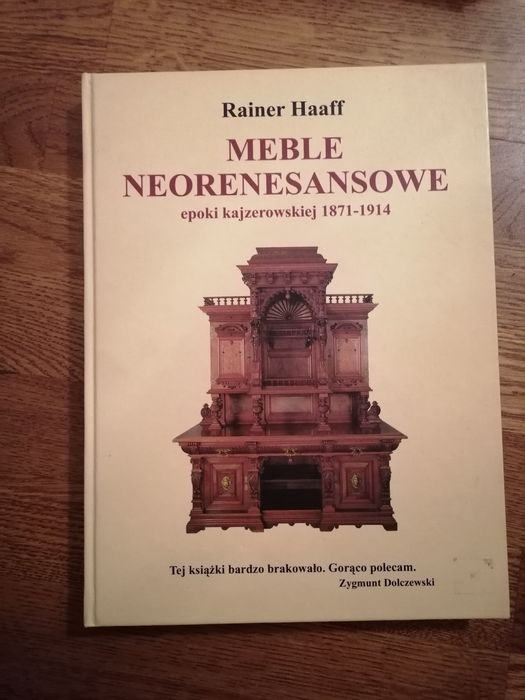 Rainer Haaff
MEBLE
NEORENESANSOWE
epoki kajzerowskiej 1871-1914
Tej książki bardzo brakowało. Gorąco polecam.
Zygmunt Dolczewski